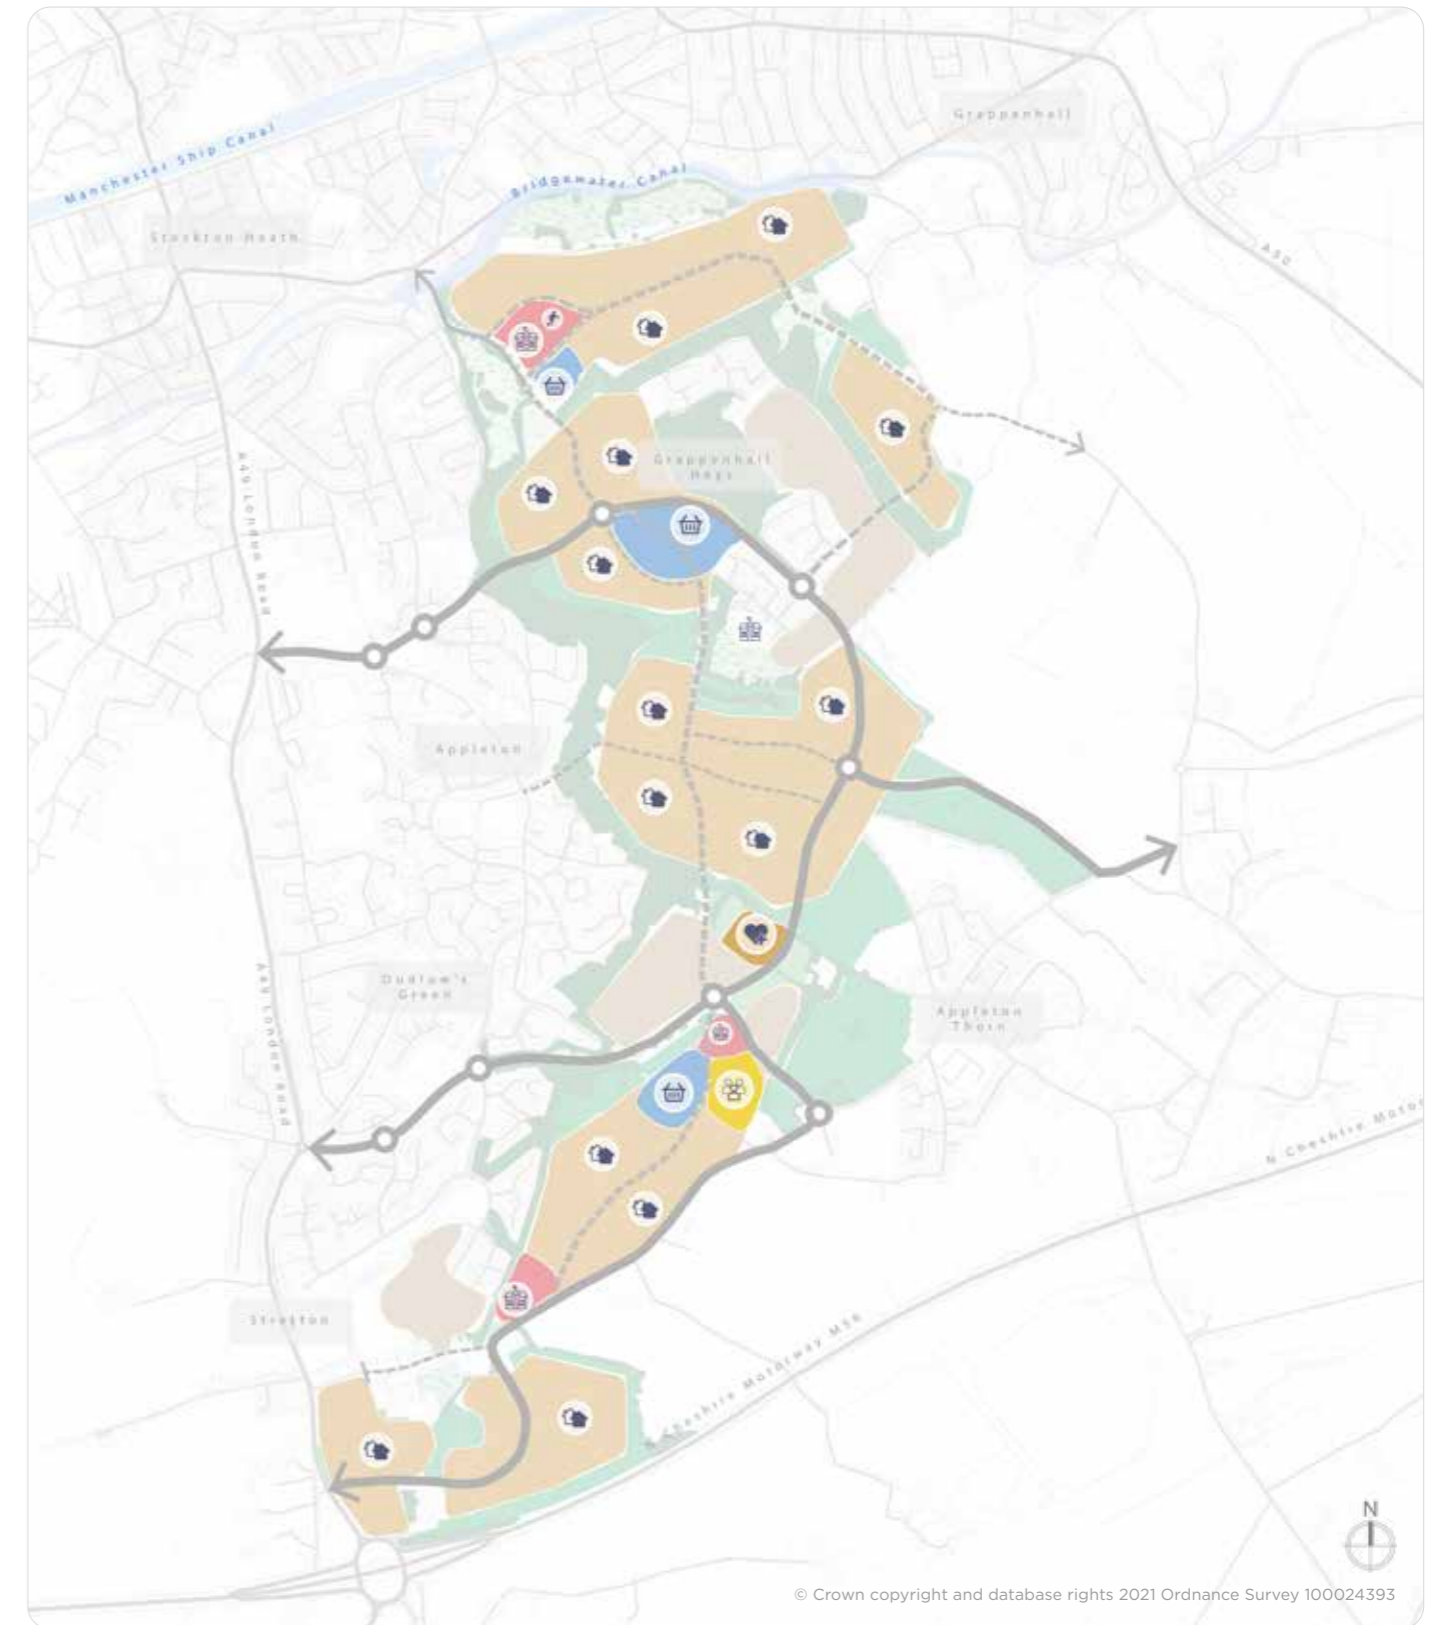 Grappenhall
Manchester Ship Canal
Bridgewater Canal
Stockton Heath
A50
Grappenhall
Heys
A49 London Road
Appleton
Dudlow's
Green
A49 London Road
Appleton
Thorn
N Cheshire Motor
Stretton
Cheshire Motorway M56
N
© Crown copyright and database rights 2021 Ordnance Survey 100024393